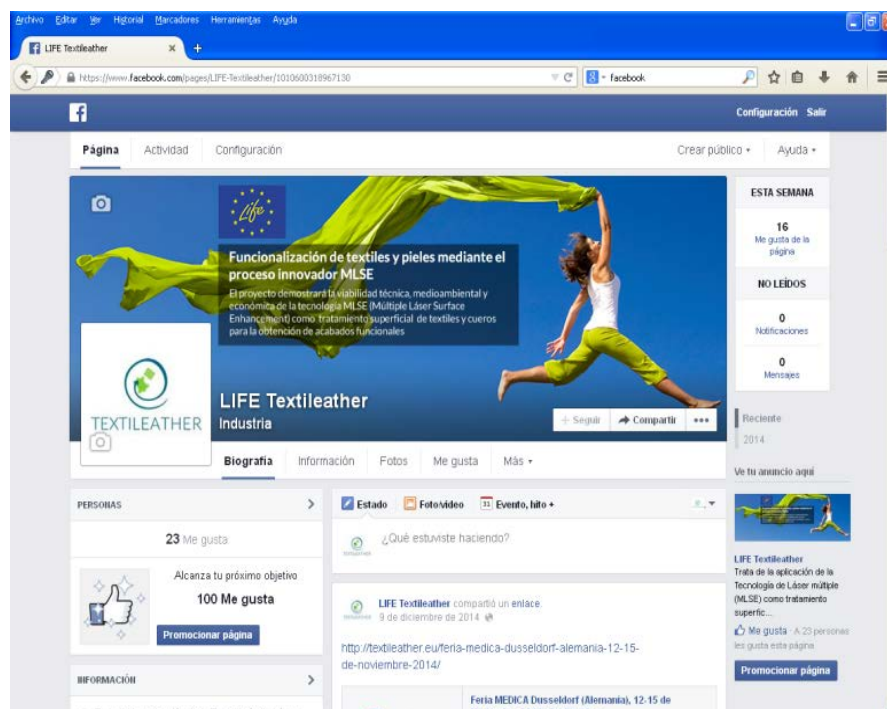 Archivo Editar Ver Historial Marcadores Herramientas Ayuda
LIFE Textileather × +
https://www.facebook.com/pages/LIFE-Textileather/1010600318967130
facebook
Configuración Salir
Página Actividad Configuración Crear público Ayuda
Life
Funcionalización de textiles y pieles mediante el
proceso innovador MLSE
El proyecto demostrará la viabilidad técnica, medioambiental y
económica de la tecnología MLSE (Múltiple Láser Surface
Enhancement) como tratamiento superficial de textiles y cueros
para la obtención de acabados funcionales
TEXTILEATHER
LIFE Textileather
Industria
+ Seguir Compartir •••
Biografía Información Fotos Me gusta Más
ESTA SEMANA
16
Me gusta de la
página
NO LEÍDOS
0
Notificaciones
0
Mensajes
Reciente
2014
Ve tu anuncio aquí
LIFE Textileather
Trata de la aplicación de la
Tecnología de Láser múltiple
(MLSE) como tratamiento
superfic...
Me gusta · A 23 personas
les gusta esta página
Promocionar página
PERSONAS >
23 Me gusta
Alcanza tu próximo objetivo
100 Me gusta
Promocionar página
INFORMACIÓN >
Estado Foto/vídeo 31 Evento, hito +
¿Qué estuviste haciendo?
LIFE Textileather compartió un enlace.
9 de diciembre de 2014
http://textileather.eu/feria-medica-dusseldorf-alemania-12-15-
de-noviembre-2014/
Feria MEDICA Dusseldorf (Alemania), 12-15 de